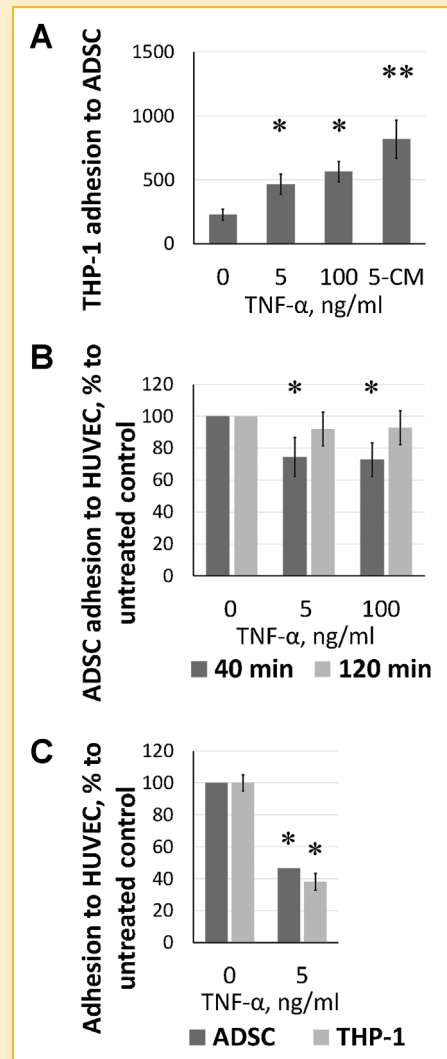 A
THP-1 adhesion to ADSC
1500
1000
500
0
*
*
**
0 5 100 5-CM
TNF-α, ng/ml
B
ADSC adhesion to HUVEC, % to
untreated control
120
100
80
60
40
20
0
*
*
0 5 100
TNF-α, ng/ml
40 min 120 min
C
Adhesion to HUVEC, % to
untreated control
120
100
80
60
40
20
0
*
*
0 5
TNF-α, ng/ml
ADSC THP-1